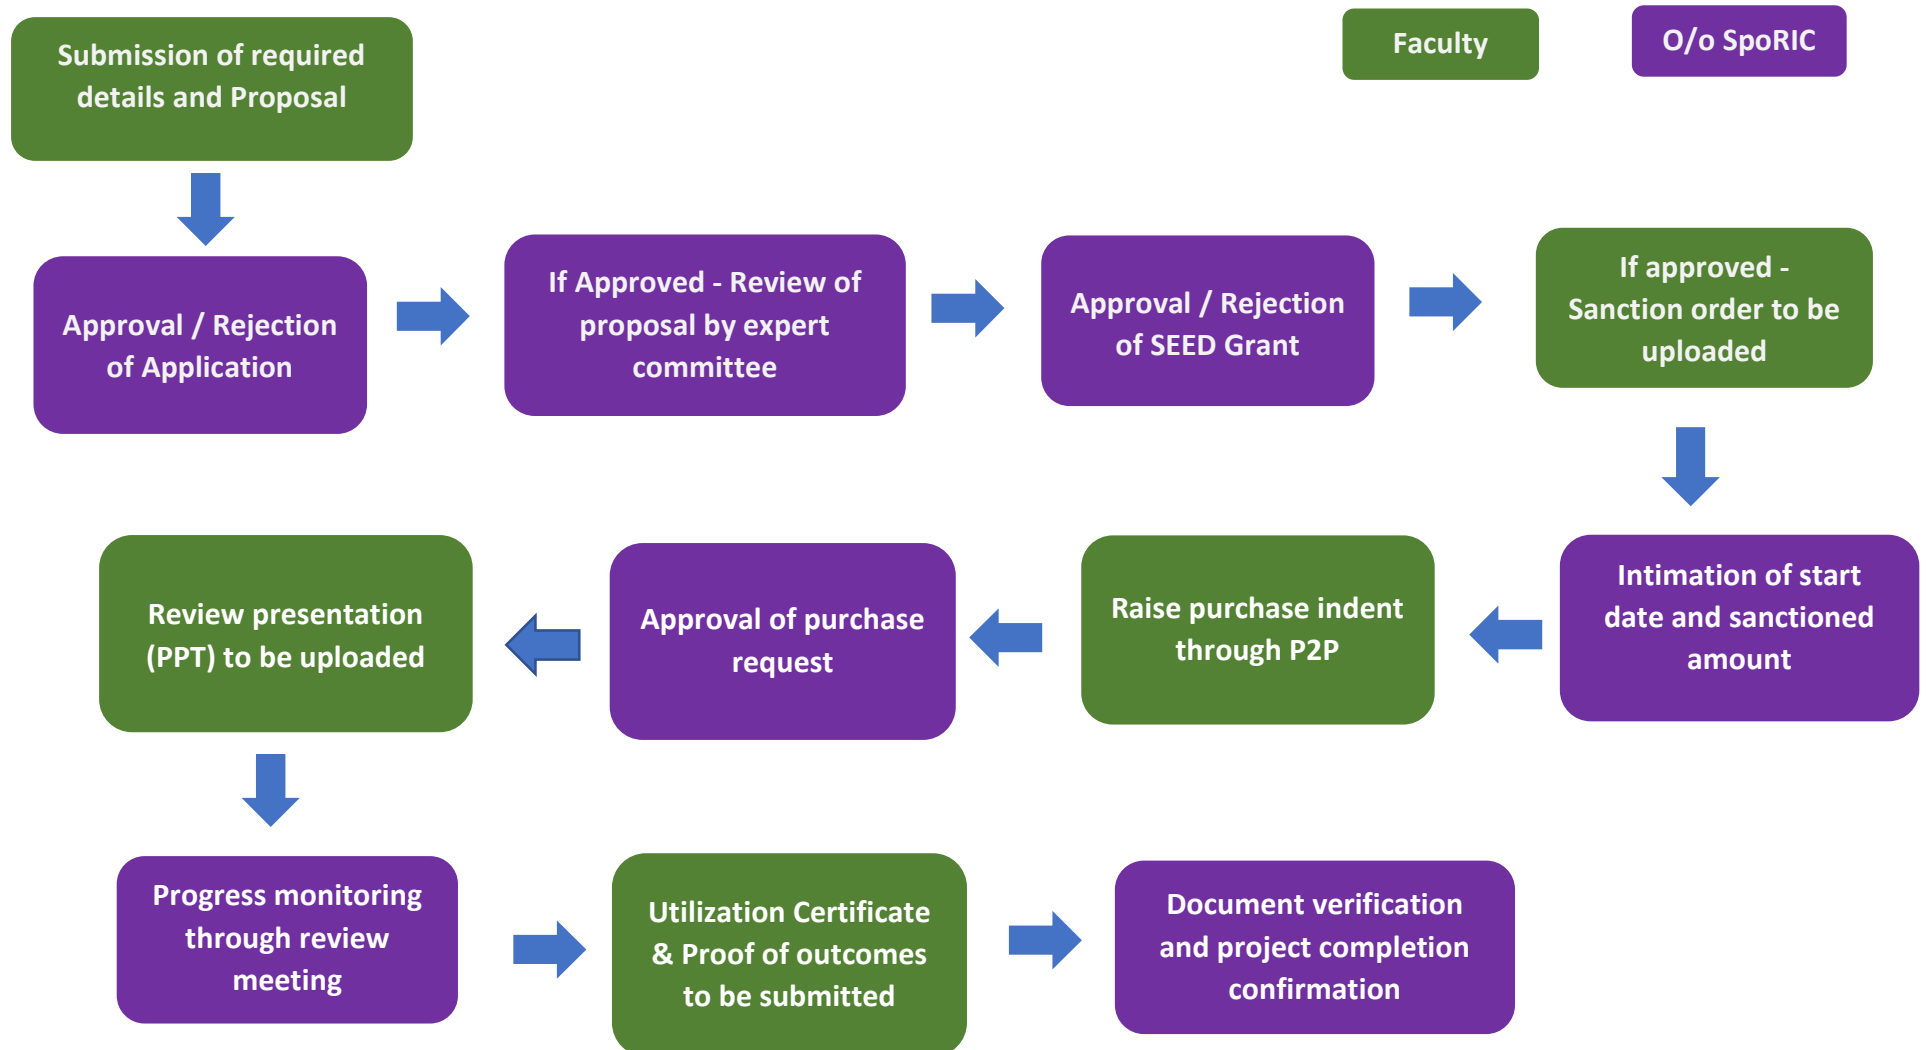 Submission of required
details and Proposal
Faculty
O/o SpoRIC
Approval / Rejection
of Application
If Approved - Review of
proposal by expert
committee
Approval / Rejection
of SEED Grant
If approved -
Sanction order to be
uploaded
Intimation of start
date and sanctioned
amount
Raise purchase indent
through P2P
Approval of purchase
request
Review presentation
(PPT) to be uploaded
Progress monitoring
through review
meeting
Utilization Certificate
& Proof of outcomes
to be submitted
Document verification
and project completion
confirmation